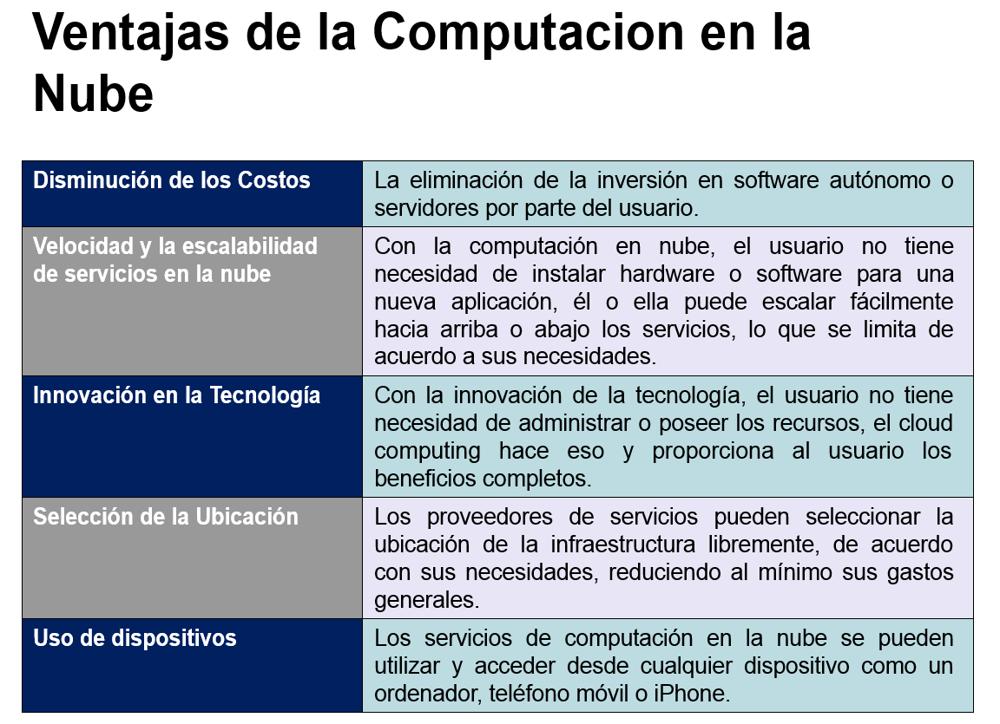 Ventajas de la Computacion en la
Nube
Disminución de los Costos
La eliminación de la inversión en software autónomo o
servidores por parte del usuario.
Velocidad y la escalabilidad
de servicios en la nube
Con la computación en nube, el usuario no tiene
necesidad de instalar hardware o software para una
nueva aplicación, él o ella puede escalar fácilmente
hacia arriba o abajo los servicios, lo que se limita de
acuerdo a sus necesidades.
Innovación en la Tecnología
Con la innovación de la tecnología, el usuario no tiene
necesidad de administrar o poseer los recursos, el cloud
computing hace eso y proporciona al usuario los
beneficios completos.
Selección de la Ubicación
Los proveedores de servicios pueden seleccionar la
ubicación de la infraestructura libremente, de acuerdo
con sus necesidades, reduciendo al mínimo sus gastos
generales.
Uso de dispositivos
Los servicios de computación en la nube se pueden
utilizar y acceder desde cualquier dispositivo como un
ordenador, teléfono móvil o iPhone.